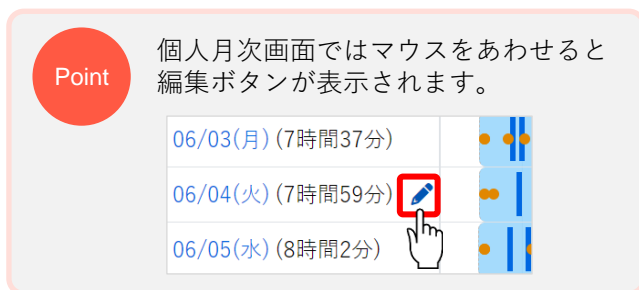 Point
個人月次画面ではマウスをあわせると
編集ボタンが表示されます。
06/03(月) (7時間37分)
06/04(火) (7時間59分)
06/05(水) (8時間2分)